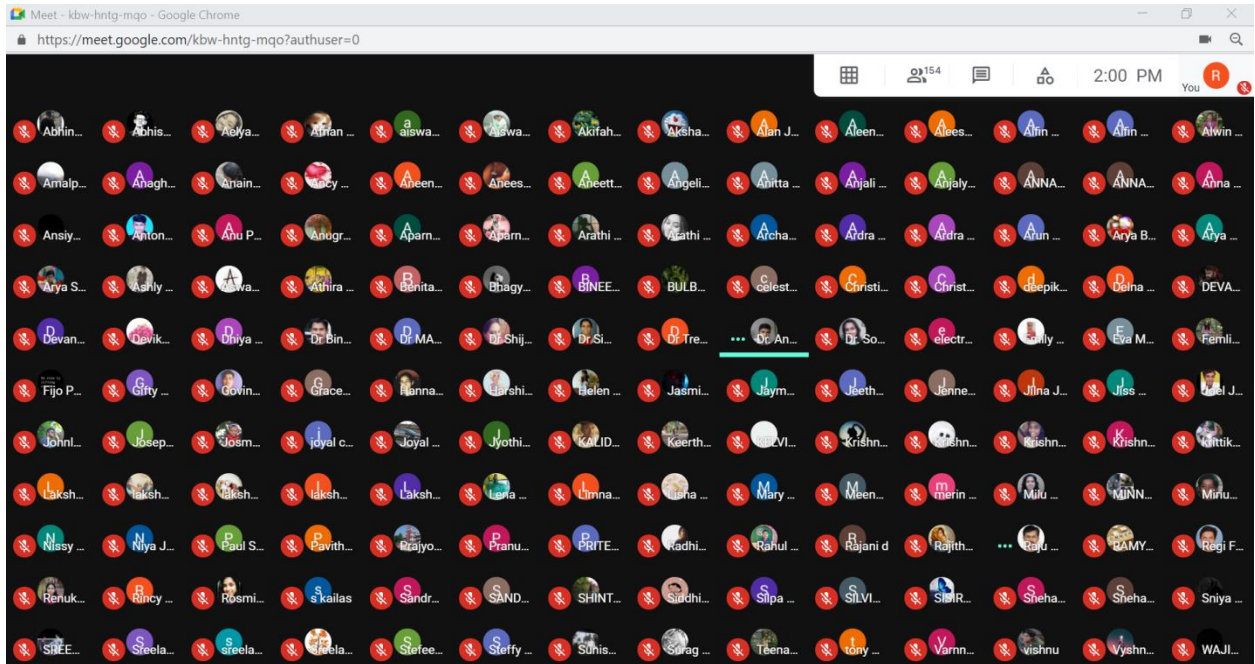 Meet - kbw-hntg-mqo - Google Chrome
https://meet.google.com/kbw-hntg-mqo?authuser=0
154 2:00 PM You R
Abhin... Abhis... Aelya... Afnan ... aiswa... Aiswa... Akifah... Aksha... Alan J... Aleen... Alees... Alfin ... Alfin ... Alwin ...
Amalp... Anagh... Anain... Ancy ... Aneen... Anees... Aneett... Angeli... Anitta ... Anjali ... Anjaly... ANNA... ANNA... Anna ...
Ansiy... Anton... Anu P... Anugr... Aparn... Aparn... Arathi ... Arathi ... Archa... Ardra ... Ardra ... Arun ... Arya B... Arya ...
Arya S... Ashly ... Aswa... Athira ... Benita... Bhagy... BINEE... BULB... celest... Christi... Christ... deepik... Delna ... DEVA...
Devan... Devik... Dhiya ... Dr Bin... Dr MA... Dr Shij... Dr Si... Dr Tre... Dr. An... Dr. So... electr... Emily ... Eva M... Femli...
Fijo P... Gifty ... Govin... Grace... Hanna... Harshi... Helen ... Jasmi... Jaym... Jeeth... Jenne... Jilna J... Jiss ... Joel J...
Johnl... Josep... Josm... joyal c... Joyal ... Jyothi... KALID... Keerth... KELVI... Krishn... Krishn... Krishn... Krishn... krittik...
Laksh... laksh... laksh... laksh... Laksh... Lena ... Limna... lisha ... Mary ... Meen... merin ... Milu ... MINN... Minu...
Nissy ... Niya J... Paul S... Pavith... Prajyo... Pranu... PRITE... Radhi... Rahul ... Rajani d Rajith... Raju ... RAMY... Regi F...
Renuk... Rincy ... Rosmi... s kailas Sandr... SAND... SHINT... Siddhi... Silpa ... SILVI... SISIR... Sneha... Sneha... Sniya ...
SREE... Sreela... sreela... Sreela... Stefee... Steffy ... Sunis... Surag ... Teena... tony ... Varnn... vishnu Vyshn... WAJI...